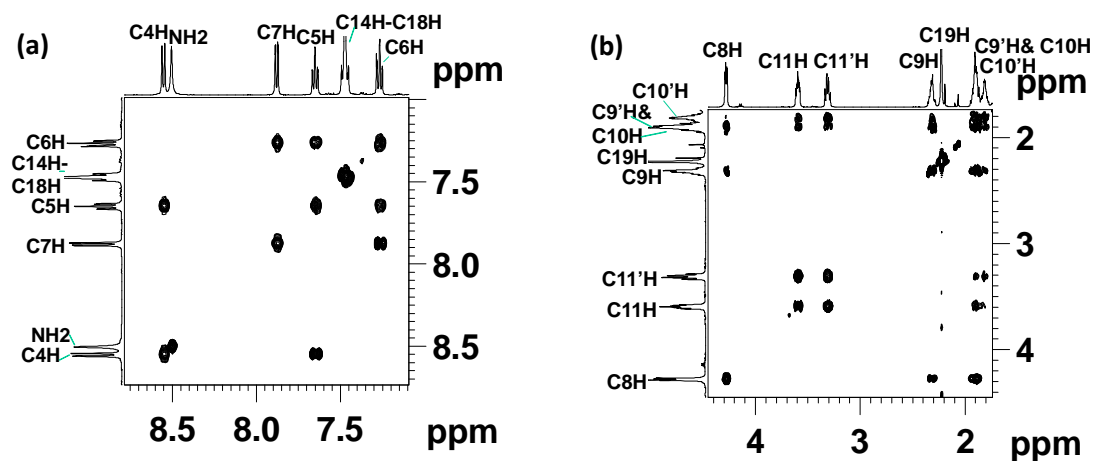 (a)
C4H
NH2
C7H
C5H
C14H-C18H
C6H
ppm
C6H
C14H-
C18H
C5H
C7H
NH2
C4H
7.5
8.0
8.5
8.5
8.0
7.5
ppm
(b)
C8H
C11H
C11’H
C9H
C19H
C9’H& C10H
C10’H
ppm
C10’H
C9’H&
C10H
C19H
C9H
C11’H
C11H
C8H
2
3
4
4
3
2
ppm